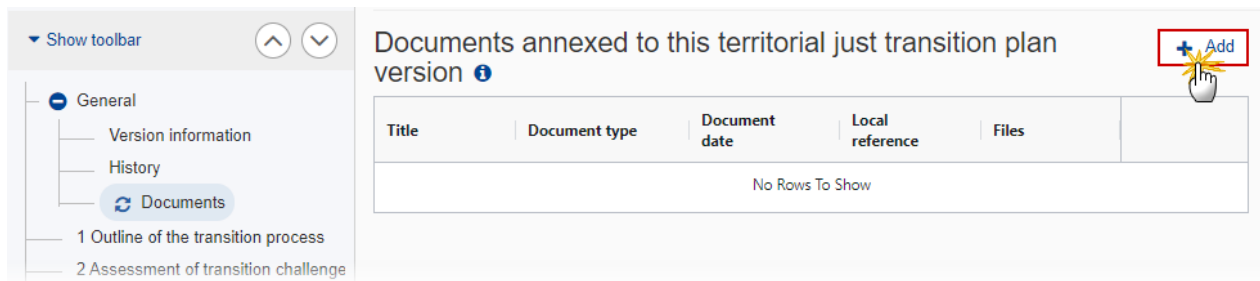 Show toolbar
General
Version information
History
Documents
1 Outline of the transition process
2 Assessment of transition challenge
Documents annexed to this territorial just transition plan
version
Add
Title
Document type
Document
date
Local
reference
Files
No Rows To Show